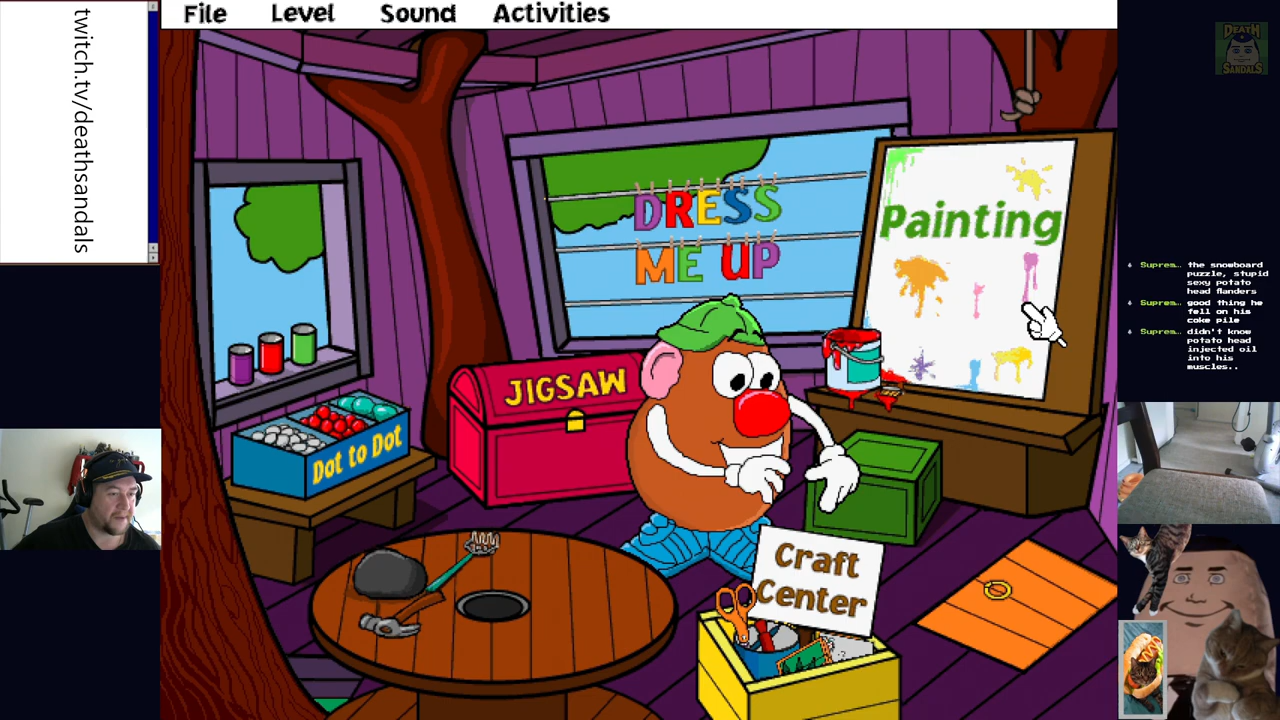 File Level Sound Activities
twitch.tv/deathsandals
DEATH
SANDALS
DRESS
ME UP
Painting
JIGSAW
Dot to Dot
Craft
Center
Suprem… the snowboard
puzzle, stupid
sexy potato
head flanders
Suprem… good thing he
fell on his
coke pile
Suprem… didn't know
potato head
injected oil
into his
muscles..